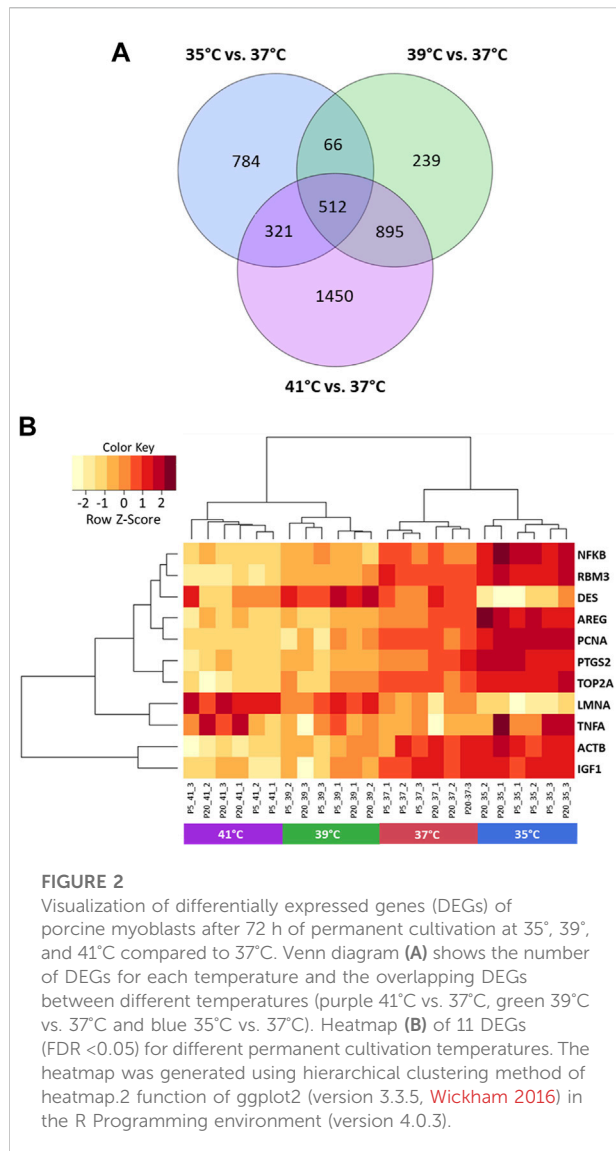 A
35°C vs. 37°C
39°C vs. 37°C
784
66
239
512
321
895
1450
41°C vs. 37°C
B
Color Key
-2 -1 0 1 2
Row Z-Score
NFKB
RBM3
DES
AREG
PCNA
PTGS2
TOP2A
LMNA
TNFA
ACTB
IGF1
P5_41_3
P20_41_2
P20_41_3
P20_41_1
P5_41_2
P5_41_1
P5_39_2
P20_39_3
P5_39_3
P5_39_1
P20_39_1
P20_39_2
P5_37_1
P5_37_2
P5_37_3
P20_37_1
P20_37_2
P20-37-3
P20_35_2
P20_35_1
P5_35_1
P5_35_2
P5_35_3
P20_35_3
41°C 39°C 37°C 35°C
FIGURE 2
Visualization of differentially expressed genes (DEGs) of
porcine myoblasts after 72 h of permanent cultivation at 35°, 39°,
and 41°C compared to 37°C. Venn diagram (A) shows the number
of DEGs for each temperature and the overlapping DEGs
between different temperatures (purple 41°C vs. 37°C, green 39°C
vs. 37°C and blue 35°C vs. 37°C). Heatmap (B) of 11 DEGs
(FDR <0.05) for different permanent cultivation temperatures. The
heatmap was generated using hierarchical clustering method of
heatmap.2 function of ggplot2 (version 3.3.5, Wickham 2016) in
the R Programming environment (version 4.0.3).